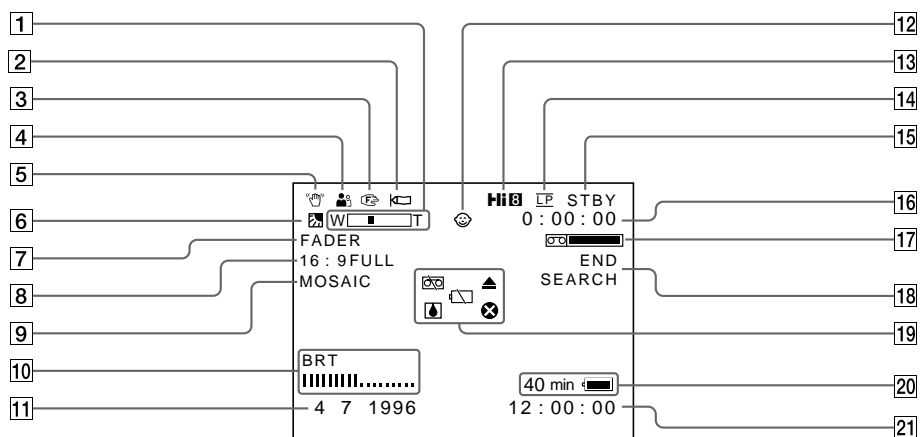 1
2
3
4
5
6
7
8
9
10
11
12
13
14
15
16
17
18
19
20
21
F
Hi8 LP STBY
W T 0 : 00 : 00
FADER
16 : 9FULL END
MOSAIC SEARCH
BRT
40 min
4 7 1996 12 : 00 : 00